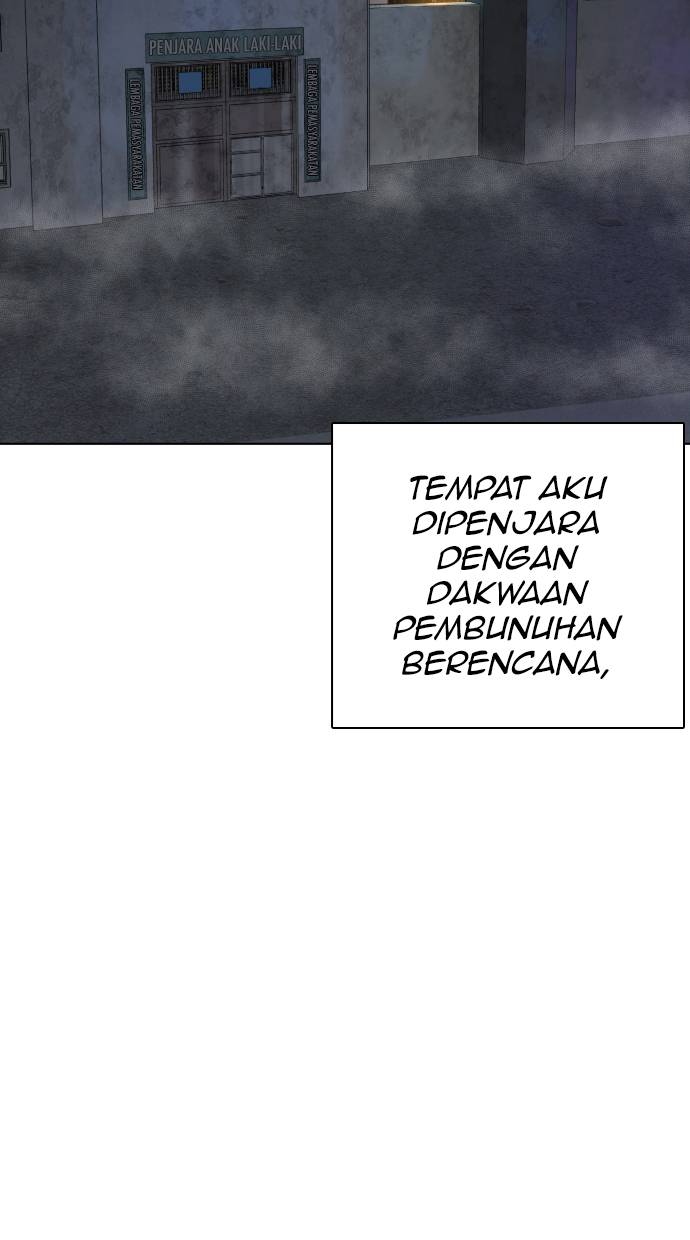 PENJARA ANAK LAKI-LAKI
LEMBAGA PEMASYARAKATAN
LEMBAGA PEMASYARAKATAN
TEMPAT AKU
DIPENJARA
DENGAN
DAKWAAN
PEMBUNUHAN
BERENCANA,